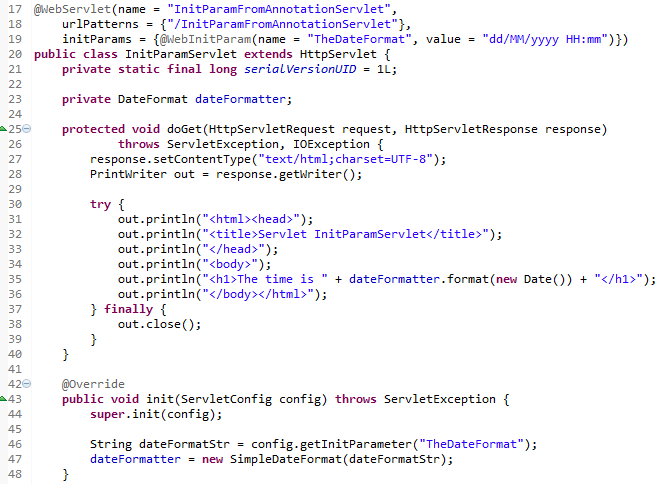 17 @WebServlet(name = "InitParamFromAnnotationServlet",
18     urlPatterns = {"/InitParamFromAnnotationServlet"},
19     initParams = {@WebInitParam(name = "TheDateFormat", value = "dd/MM/yyyy HH:mm")})
20 public class InitParamServlet extends HttpServlet {
21     private static final long serialVersionUID = 1L;
22
23     private DateFormat dateFormatter;
24
25     protected void doGet(HttpServletRequest request, HttpServletResponse response)
26             throws ServletException, IOException {
27         response.setContentType("text/html;charset=UTF-8");
28         PrintWriter out = response.getWriter();
29
30         try {
31             out.println("<html><head>");
32             out.println("<title>Servlet InitParamServlet</title>");
33             out.println("</head>");
34             out.println("<body>");
35             out.println("<h1>The time is " + dateFormatter.format(new Date()) + "</h1>");
36             out.println("</body></html>");
37         } finally {
38             out.close();
39         }
40     }
41
42     @Override
43     public void init(ServletConfig config) throws ServletException {
44         super.init(config);
45
46         String dateFormatStr = config.getInitParameter("TheDateFormat");
47         dateFormatter = new SimpleDateFormat(dateFormatStr);
48     }